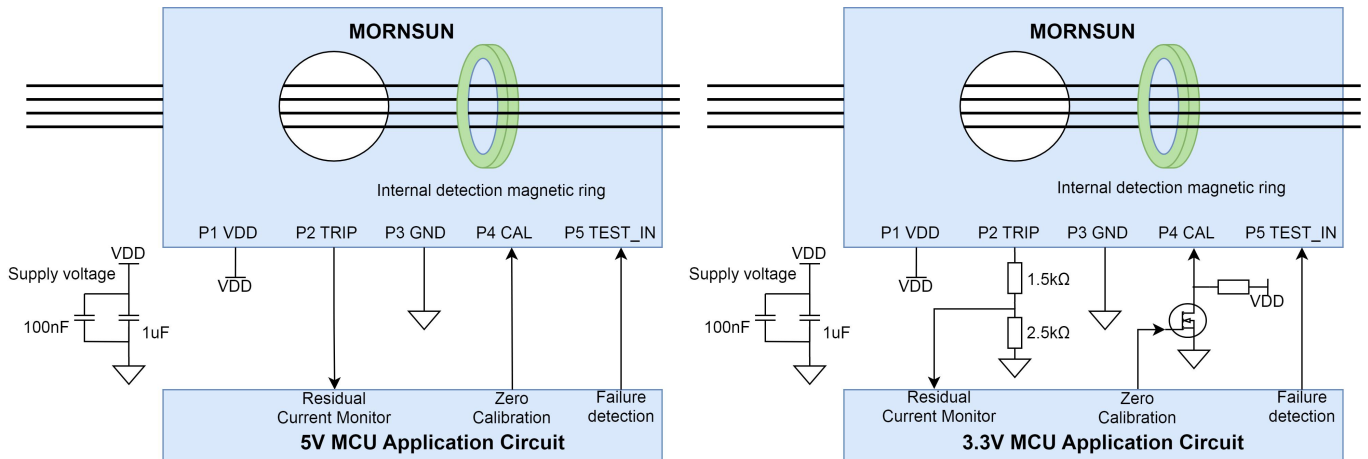 MORNSUN
Internal detection magnetic ring
P1 VDD P2 TRIP P3 GND P4 CAL P5 TEST_IN
VDD
Supply voltage
VDD
100nF
1uF
Residual
Current Monitor
Zero
Calibration
Failure
detection
5V MCU Application Circuit
MORNSUN
Internal detection magnetic ring
P1 VDD P2 TRIP P3 GND P4 CAL P5 TEST_IN
VDD
Supply voltage
VDD
1.5kΩ
VDD
100nF
1uF
2.5kΩ
Residual
Current Monitor
Zero
Calibration
Failure
detection
3.3V MCU Application Circuit